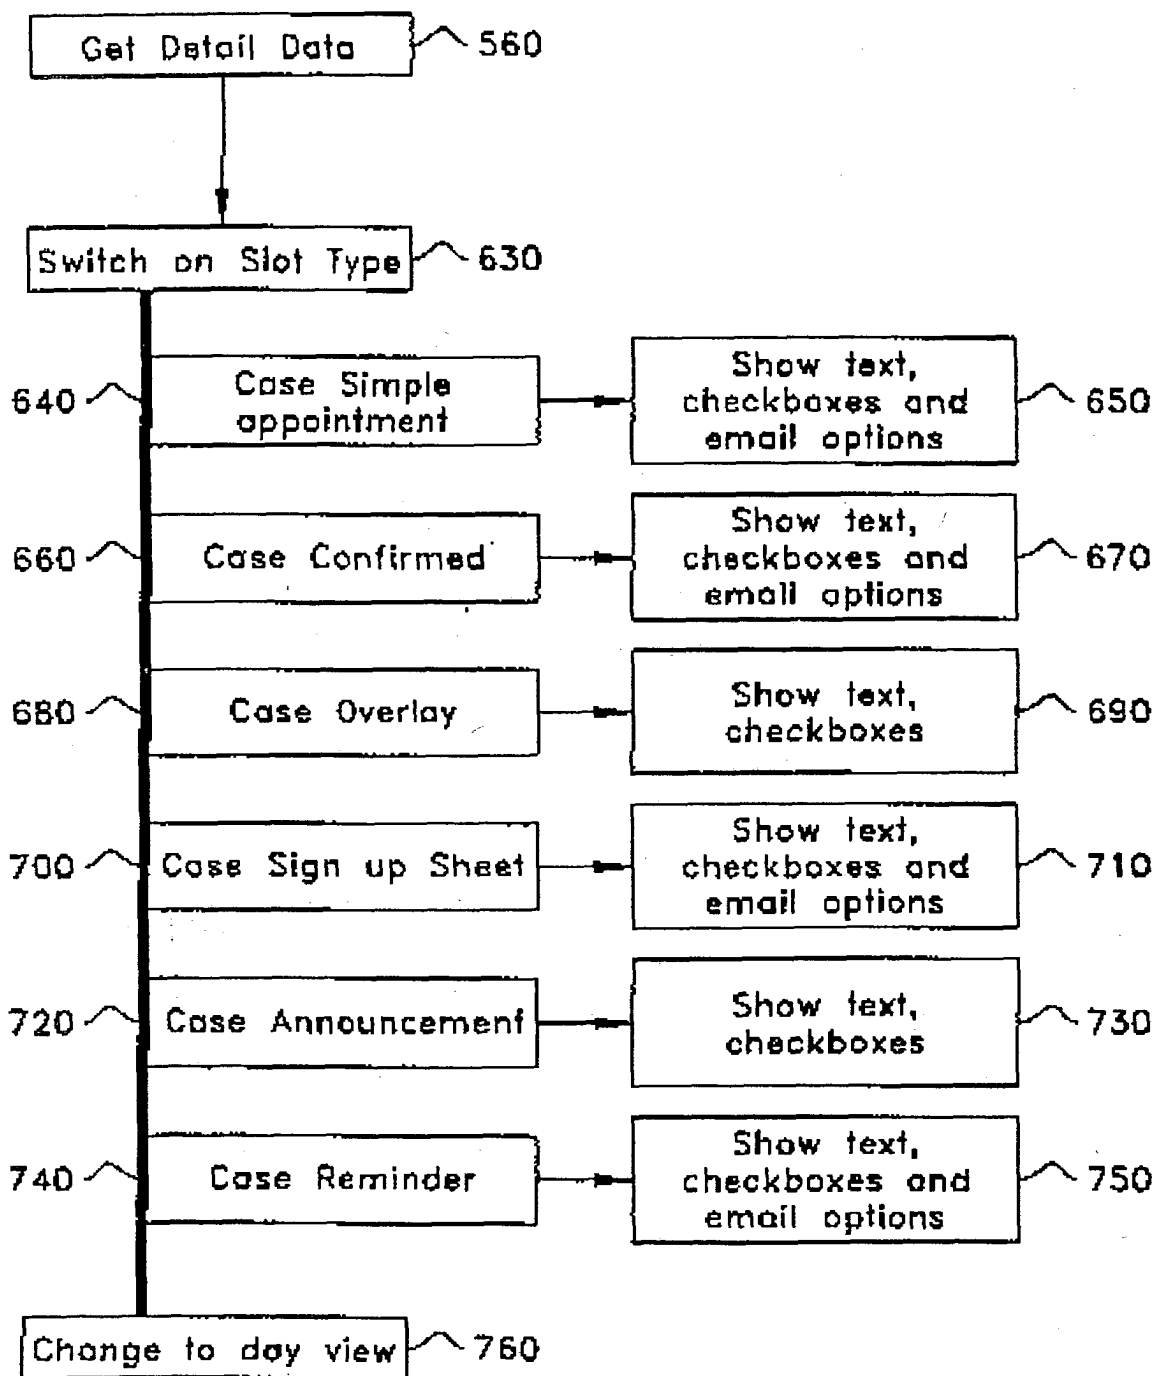 Get Detail Data
560
Switch on Slot Type
630
640
Case Simple
appointment
Show text,
checkboxes and
email options
650
660
Case Confirmed
Show text,
checkboxes and
email options
670
680
Case Overlay
Show text,
checkboxes
690
700
Case Sign up Sheet
Show text,
checkboxes and
email options
710
720
Case Announcement
Show text,
checkboxes
730
740
Case Reminder
Show text,
checkboxes and
email options
750
Change to day view
760